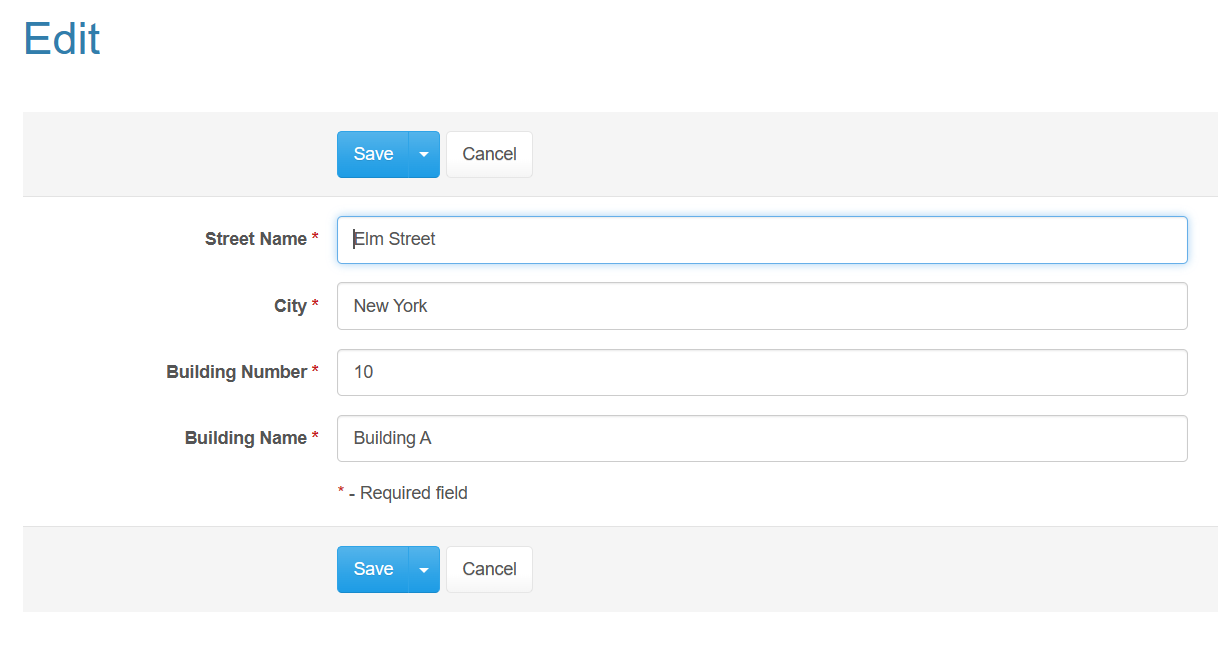 Edit
Save Cancel
Street Name * Elm Street
City * New York
Building Number * 10
Building Name * Building A
* - Required field
Save Cancel